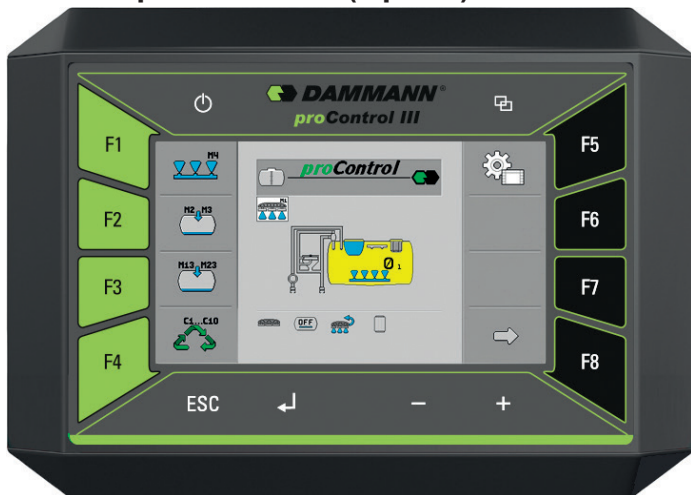 DAMMANN®
proControl III
F1
F2
F3
F4
F5
F6
F7
F8
M4
M2 M3
M13 M23
C1...C10
proControl
M1
0 1
OFF
ESC
- +